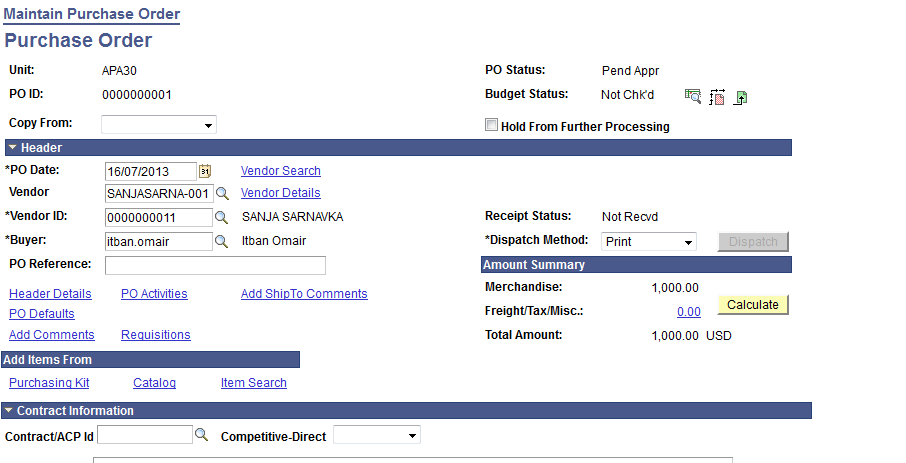 Maintain Purchase Order
Purchase Order
Unit: APA30 PO Status: Pend Appr
PO ID: 0000000001 Budget Status: Not Chk'd
Copy From: Hold From Further Processing
Header
*PO Date: 16/07/2013 31 Vendor Search
Vendor SANJASARNA-001 Vendor Details
*Vendor ID: 0000000011 SANJA SARNAVKA Receipt Status: Not Recvd
*Buyer: itban.omair Itban Omair *Dispatch Method: Print Dispatch
PO Reference: Amount Summary
Merchandise: 1,000.00
Header Details PO Activities Add ShipTo Comments
Calculate
PO Defaults Freight/Tax/Misc.: 0.00
Add Comments Requisitions Total Amount: 1,000.00 USD
Add Items From
Purchasing Kit Catalog Item Search
Contract Information
Contract/ACP Id Competitive-Direct